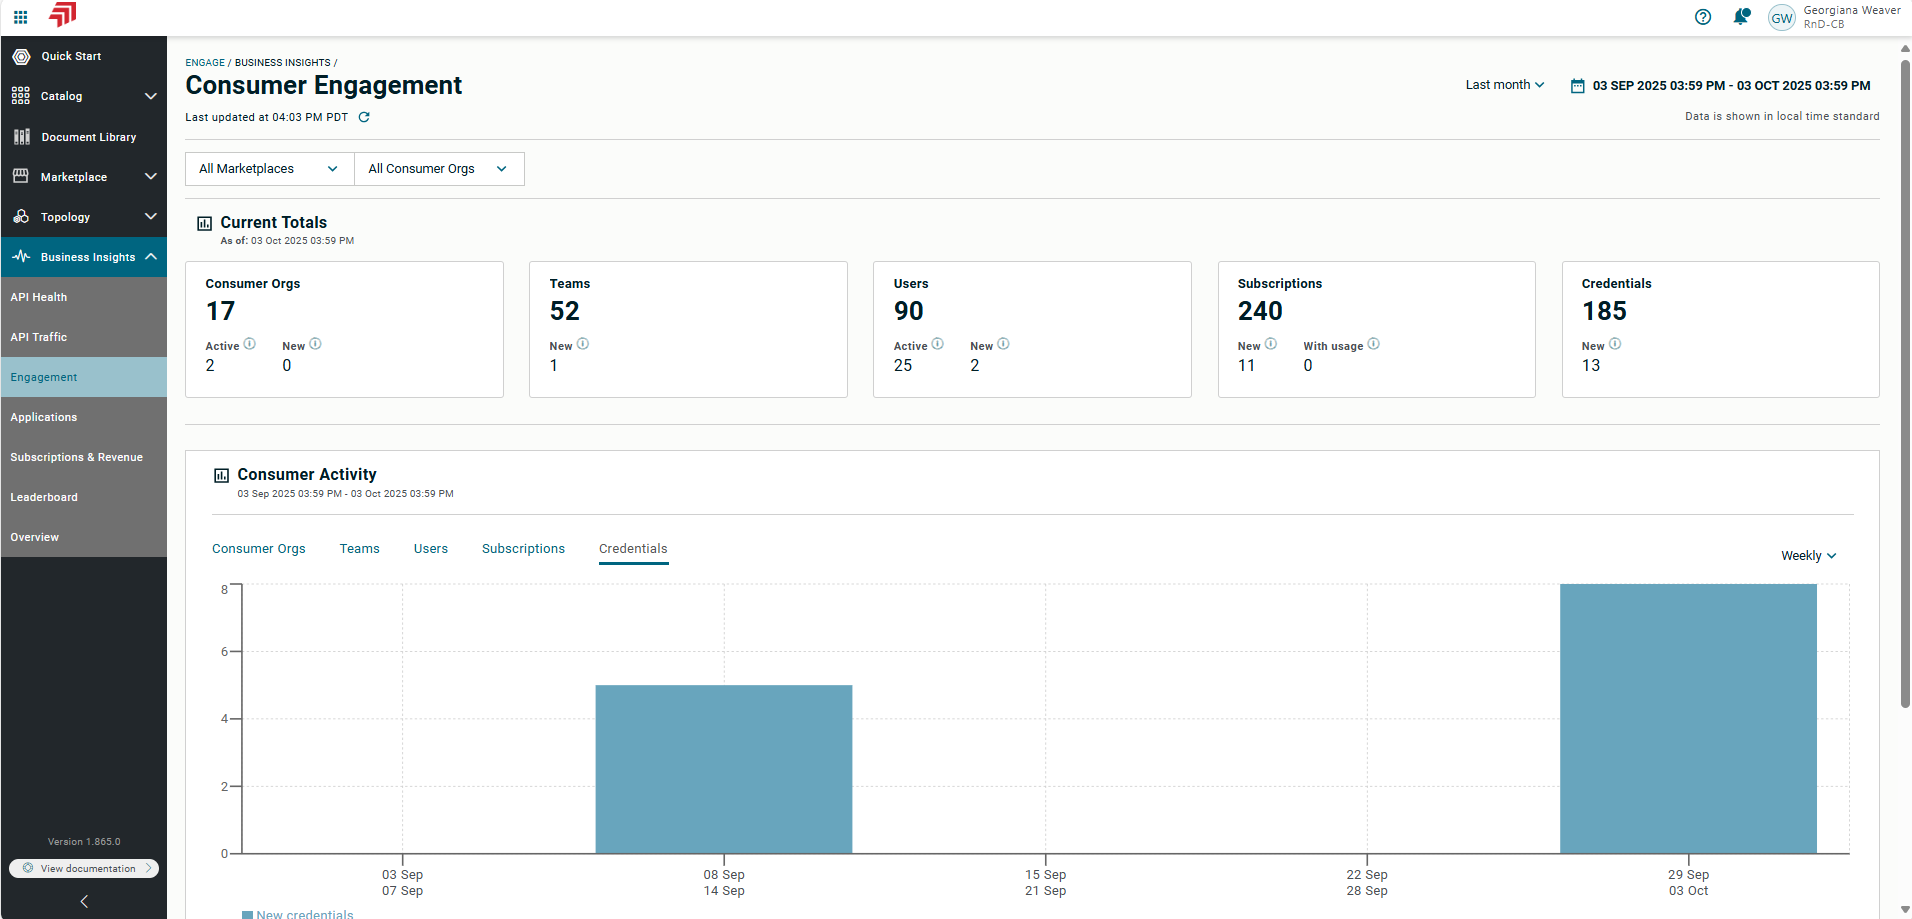 GW
Georgiana Weaver
RnD-CB
Quick Start
Catalog
Document Library
Marketplace
Topology
Business Insights
API Health
API Traffic
Engagement
Applications
Subscriptions & Revenue
Leaderboard
Overview
Version 1.865.0
View documentation
ENGAGE / BUSINESS INSIGHTS /
Consumer Engagement
Last updated at 04:03 PM PDT
Last month
03 SEP 2025 03:59 PM - 03 OCT 2025 03:59 PM
Data is shown in local time standard
All Marketplaces
All Consumer Orgs
Current Totals
As of: 03 Oct 2025 03:59 PM
Consumer Orgs
17
Active New
2 0
Teams
52
New
1
Users
90
Active New
25 2
Subscriptions
240
New With usage
11 0
Credentials
185
New
13
Consumer Activity
03 Sep 2025 03:59 PM - 03 Oct 2025 03:59 PM
Consumer Orgs Teams Users Subscriptions Credentials
Weekly
8
6
4
2
0
03 Sep 08 Sep 15 Sep 22 Sep 29 Sep
07 Sep 14 Sep 21 Sep 28 Sep 03 Oct
New credentials